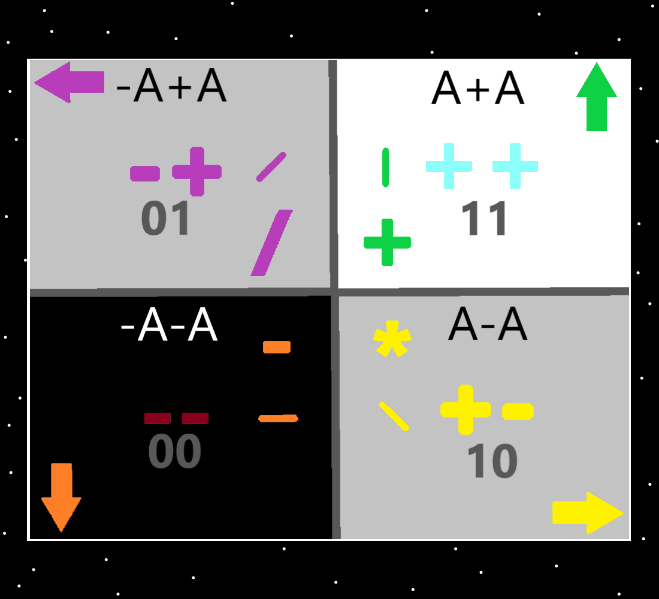 -A+A
- + /
01
/
A+A
| + +
11
+
-A-A
-
- - —
00
*
A-A
\ + -
10